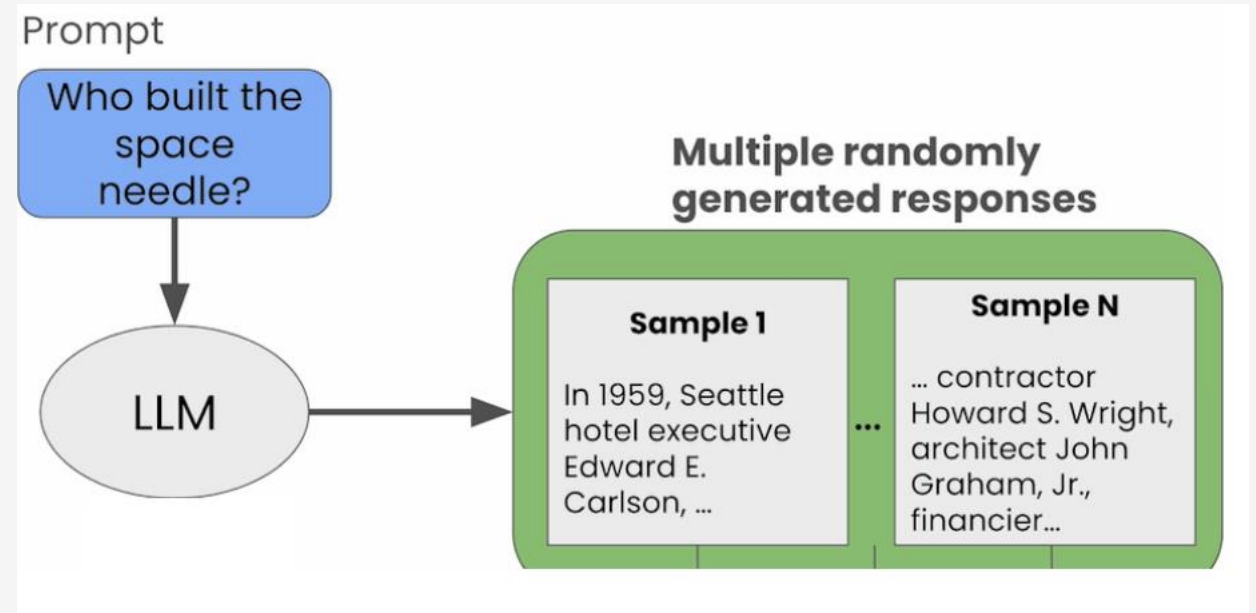 Prompt
Who built the
space
needle?
LLM
Multiple randomly
generated responses
Sample 1
In 1959, Seattle
hotel executive
Edward E.
Carlson, ...
...
Sample N
... contractor
Howard S. Wright,
architect John
Graham, Jr.,
financier...